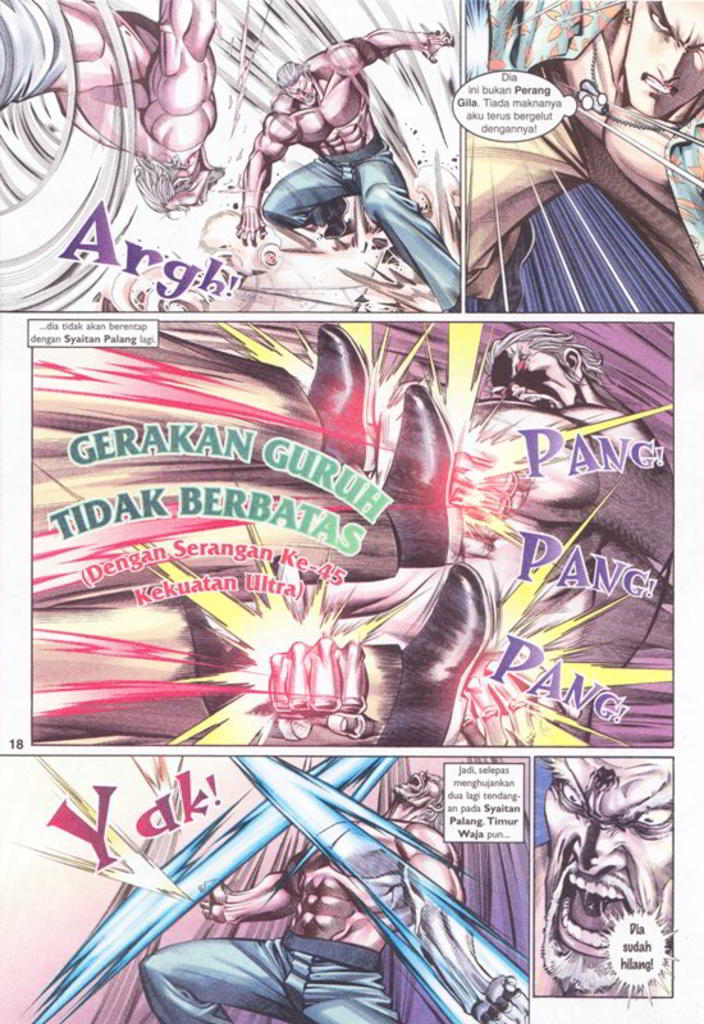 Dia
ini bukan Perang
Gila. Tiada maknanya
aku terus bergelut
dengannya!
Argh!
...dia tidak akan berentap
dengan Syaitan Palang lagi.
GERAKAN GURUH
TIDAK BERBATAS
(Dengan Serangan Ke-45
Kekuatan Ultra)
PANG!
PANG!
PANG!
18
Yak!
Jadi, selepas
menghujankan
dua lagi tendang-
an pada Syaitan
Palang, Timur
Waja pun...
Dia
sudah
hilang!